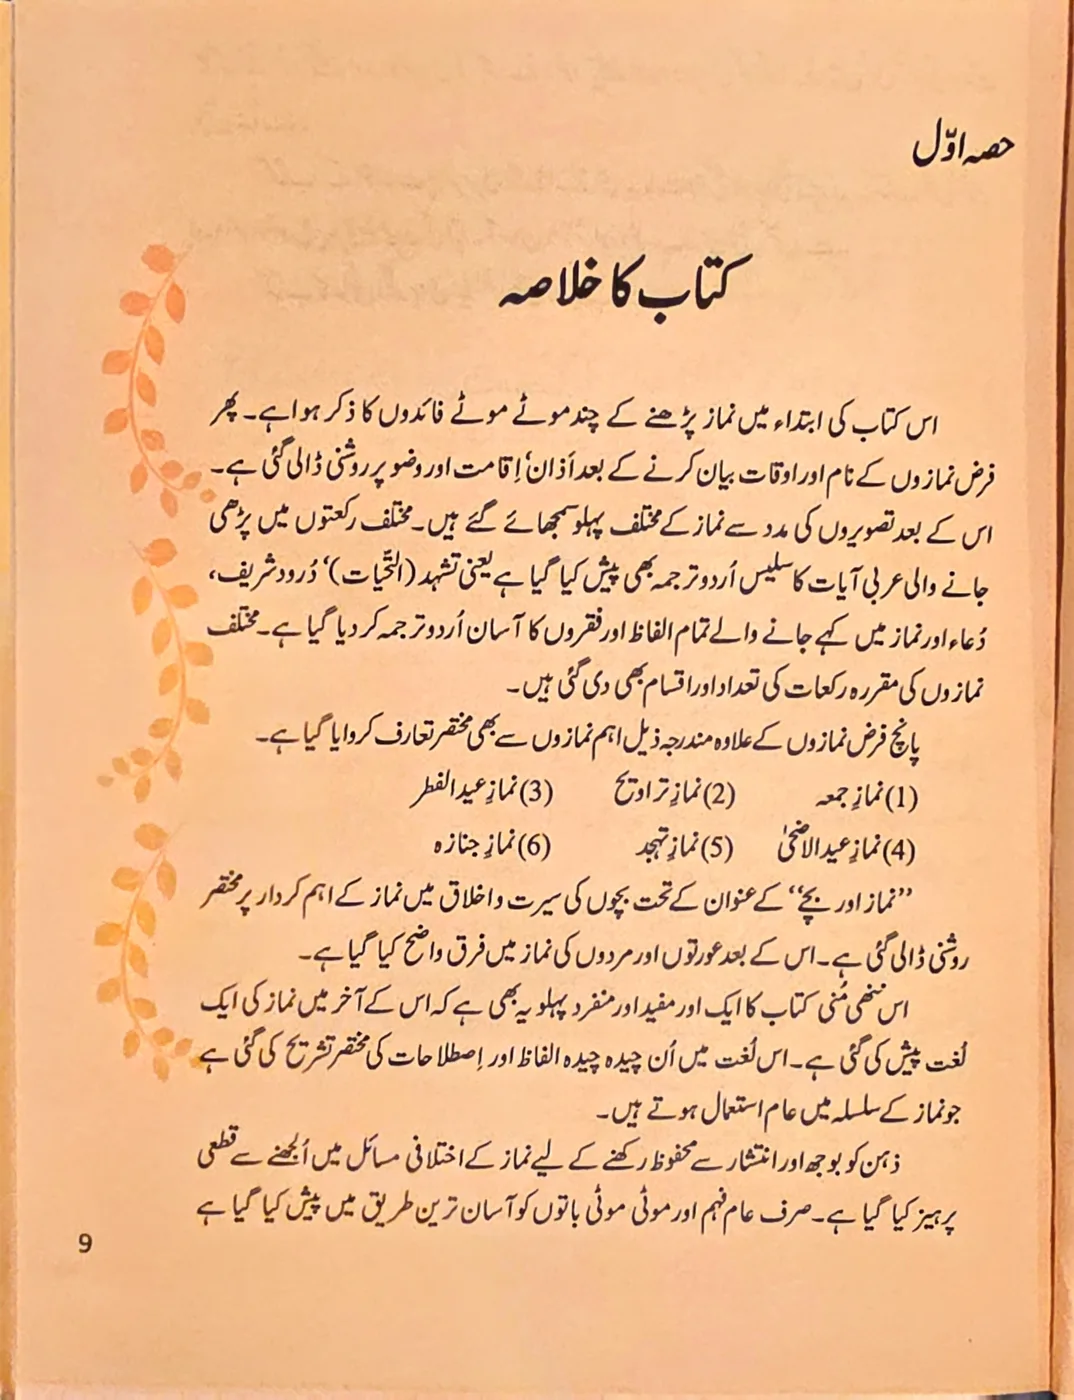 حصہ اوّل
کتاب کا خلاصہ
اس کتاب کی ابتداء میں نماز پڑھنے کے چند موٹے موٹے فائدوں کا ذکر ہوا ہے۔ پھر
فرض نمازوں کے نام اور اوقات بیان کرنے کے بعد اَذان‘ اِقامت اور وضو پر روشنی ڈالی گئی ہے۔
اس کے بعد تصویروں کی مدد سے نماز کے مختلف پہلو سمجھائے گئے ہیں۔ مختلف رکعتوں میں پڑھی
جانے والی عربی آیات کا سلیس اُردو ترجمہ بھی پیش کیا گیا ہے یعنی تشہد (التَّحیات)‘ دُرود شریف،
دُعاء اور نماز میں کہے جانے والے تمام الفاظ اور فقروں کا آسان اُردو ترجمہ کر دیا گیا ہے۔ مختلف
نمازوں کی مقررہ رکعات کی تعداد اور اقسام بھی دی گئی ہیں۔
پانچ فرض نمازوں کے علاوہ مندرجہ ذیل اہم نمازوں سے بھی مختصر تعارف کروایا گیا ہے۔
(1) نمازِ جمعہ (2) نمازِ تراویح (3) نمازِ عید الفطر
(4) نمازِ عید الاضحیٰ (5) نمازِ تہجد (6) نمازِ جنازہ
”نماز اور بچے“ کے عنوان کے تحت بچوں کی سیرت و اخلاق میں نماز کے اہم کردار پر مختصر
روشنی ڈالی گئی ہے۔ اس کے بعد عورتوں اور مردوں کی نماز میں فرق واضح کیا گیا ہے۔
اس ننھی مُنی کتاب کا ایک اور مفید اور منفرد پہلو یہ بھی ہے کہ اس کے آخر میں نماز کی ایک
لُغت پیش کی گئی ہے۔ اس لُغت میں اُن چیدہ چیدہ الفاظ اور اِصطلاحات کی مختصر تشریح کی گئی ہے
جو نماز کے سلسلہ میں عام استعمال ہوتے ہیں۔
ذہن کو بوجھ اور انتشار سے محفوظ رکھنے کے لیے نماز کے اختلافی مسائل میں اُلجھنے سے قطعی
پرہیز کیا گیا ہے۔ صرف عام فہم اور موٹی موٹی باتوں کو آسان ترین طریق میں پیش کیا گیا ہے
9